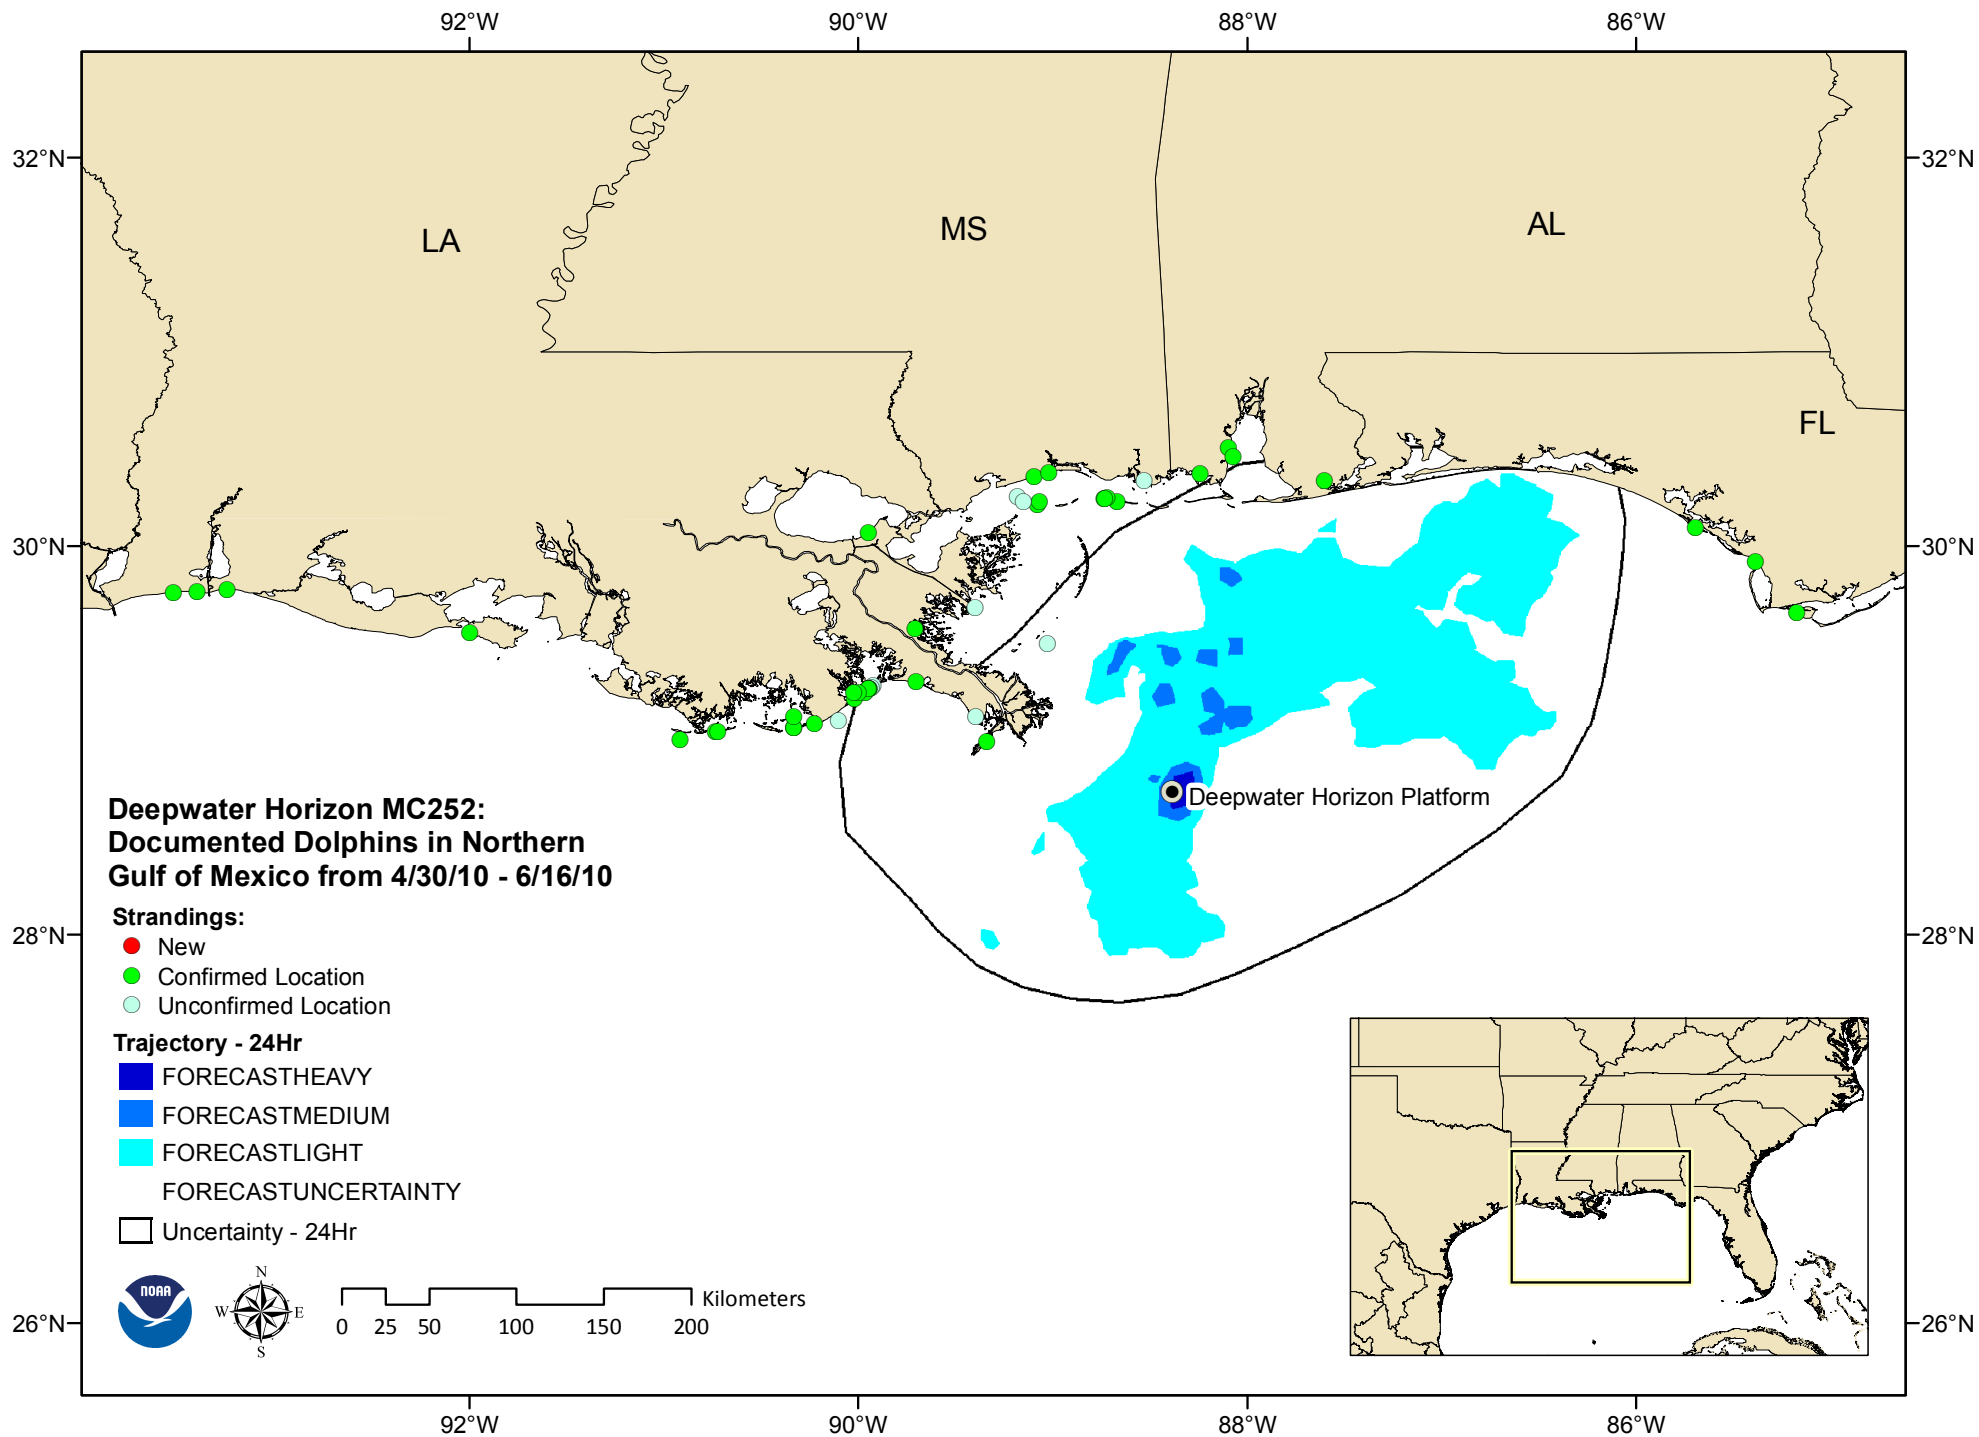 92°W
90°W
88°W
86°W
32°N
32°N
LA
MS
AL
FL
30°N
30°N
Deepwater Horizon Platform
Deepwater Horizon MC252:
Documented Dolphins in Northern
Gulf of Mexico from 4/30/10 - 6/16/10
Strandings:
New
Confirmed Location
Unconfirmed Location
28°N
28°N
Trajectory - 24Hr
FORECASTHEAVY
FORECASTMEDIUM
FORECASTLIGHT
FORECASTUNCERTAINTY
Uncertainty - 24Hr
NOAA
N
W
E
S
Kilometers
0 25 50 100 150 200
26°N
26°N
92°W
90°W
88°W
86°W